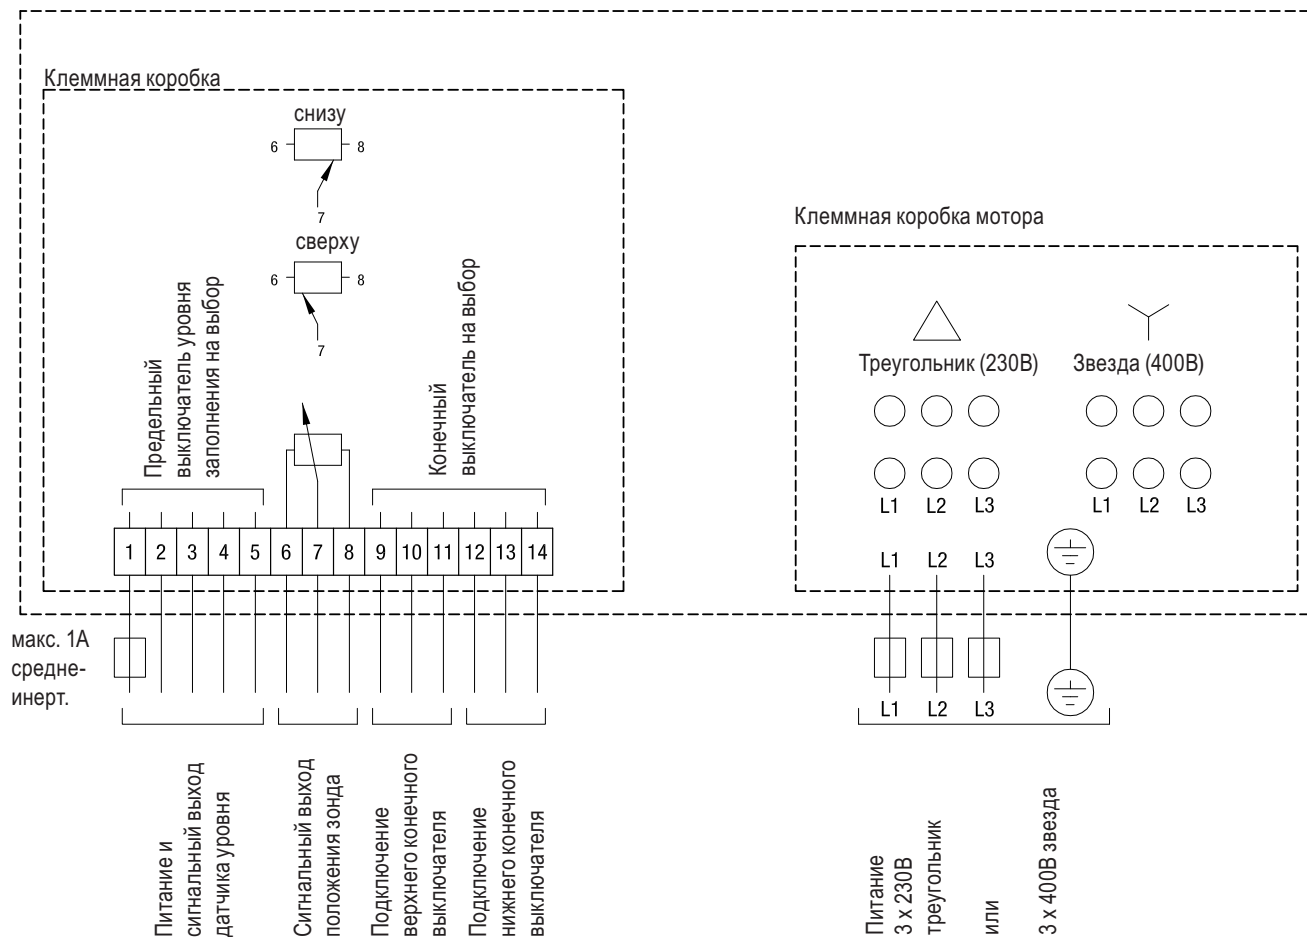 Клеммная коробка
снизу
6
8
7
сверху
6
8
7
Предельный
выключатель уровня
заполнения на выбор
Конечный
выключатель на выбор
1 2 3 4 5 6 7 8 9 10 11 12 13 14
макс. 1А
средне-
инерт.
Питание и
сигнальный выход
датчика уровня
Сигнальный выход
положения зонда
Подключение
верхнего конечного
выключателя
Подключение
нижнего конечного
выключателя
Клеммная коробка мотора
Треугольник (230В)
Звезда (400В)
L1 L2 L3
L1 L2 L3
L1 L2 L3
L1 L2 L3
Питание
3 x 230В
треугольник
или
3 x 400В звезда